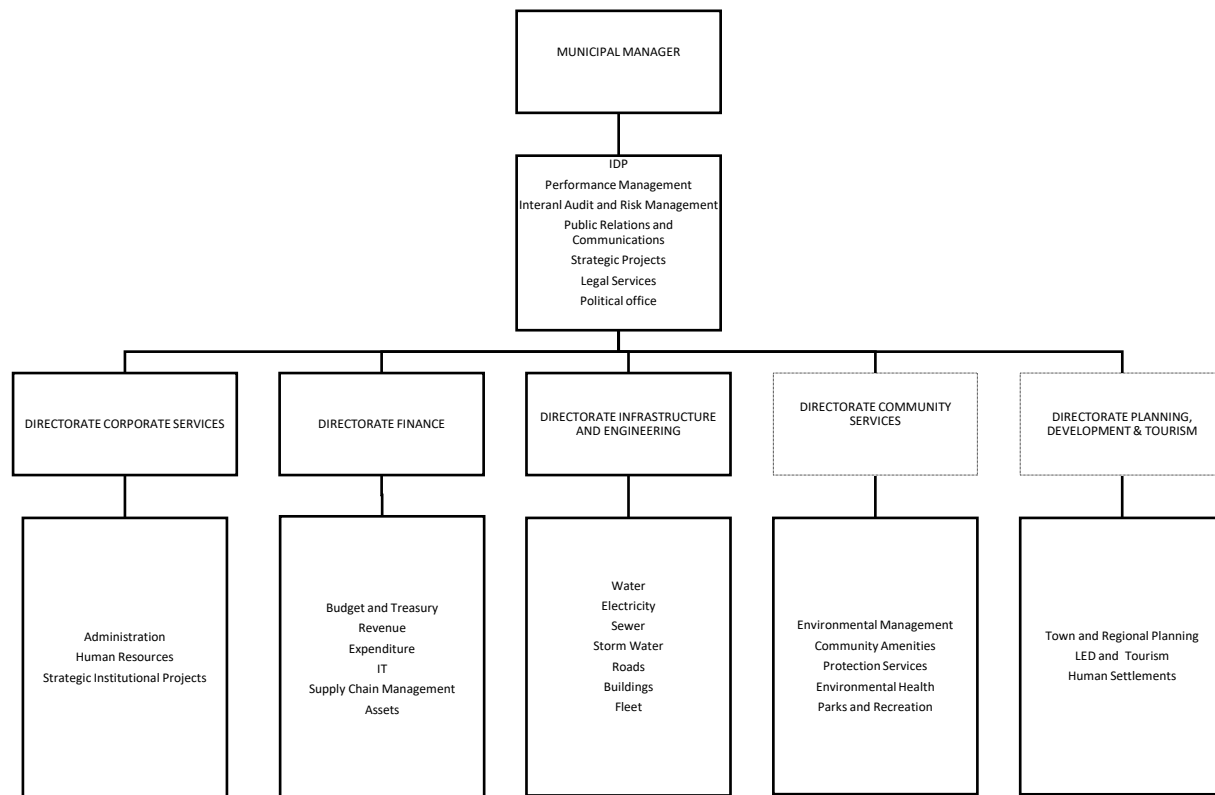 MUNICIPAL MANAGER
IDP
Performance Management
Interanl Audit and Risk Management
Public Relations and
Communications
Strategic Projects
Legal Services
Political office
DIRECTORATE CORPORATE SERVICES
DIRECTORATE FINANCE
DIRECTORATE INFRASTRUCTURE
AND ENGINEERING
DIRECTORATE COMMUNITY
SERVICES
DIRECTORATE PLANNING,
DEVELOPMENT & TOURISM
Administration
Human Resources
Strategic Institutional Projects
Budget and Treasury
Revenue
Expenditure
IT
Supply Chain Management
Assets
Water
Electricity
Sewer
Storm Water
Roads
Buildings
Fleet
Environmental Management
Community Amenities
Protection Services
Environmental Health
Parks and Recreation
Town and Regional Planning
LED and  Tourism
Human Settlements